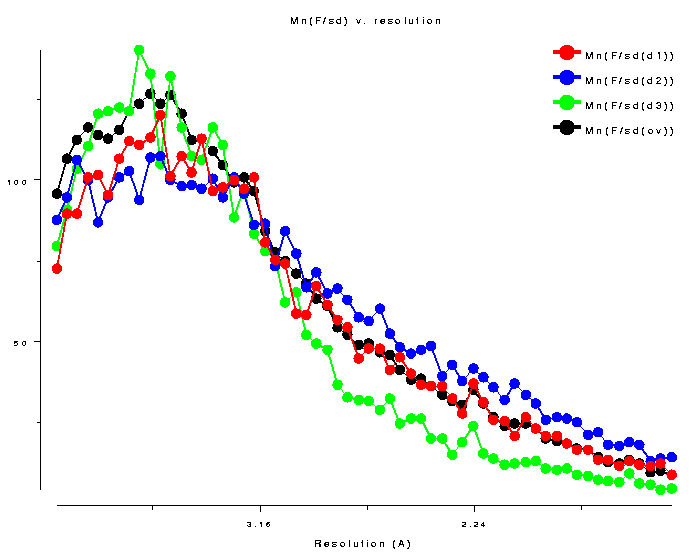 Mn(F/sd) v. resolution
Mn(F/sd(d1))
Mn(F/sd(d2))
Mn(F/sd(d3))
Mn(F/sd(ov))
100
50
3.16
2.24
Resolution (A)